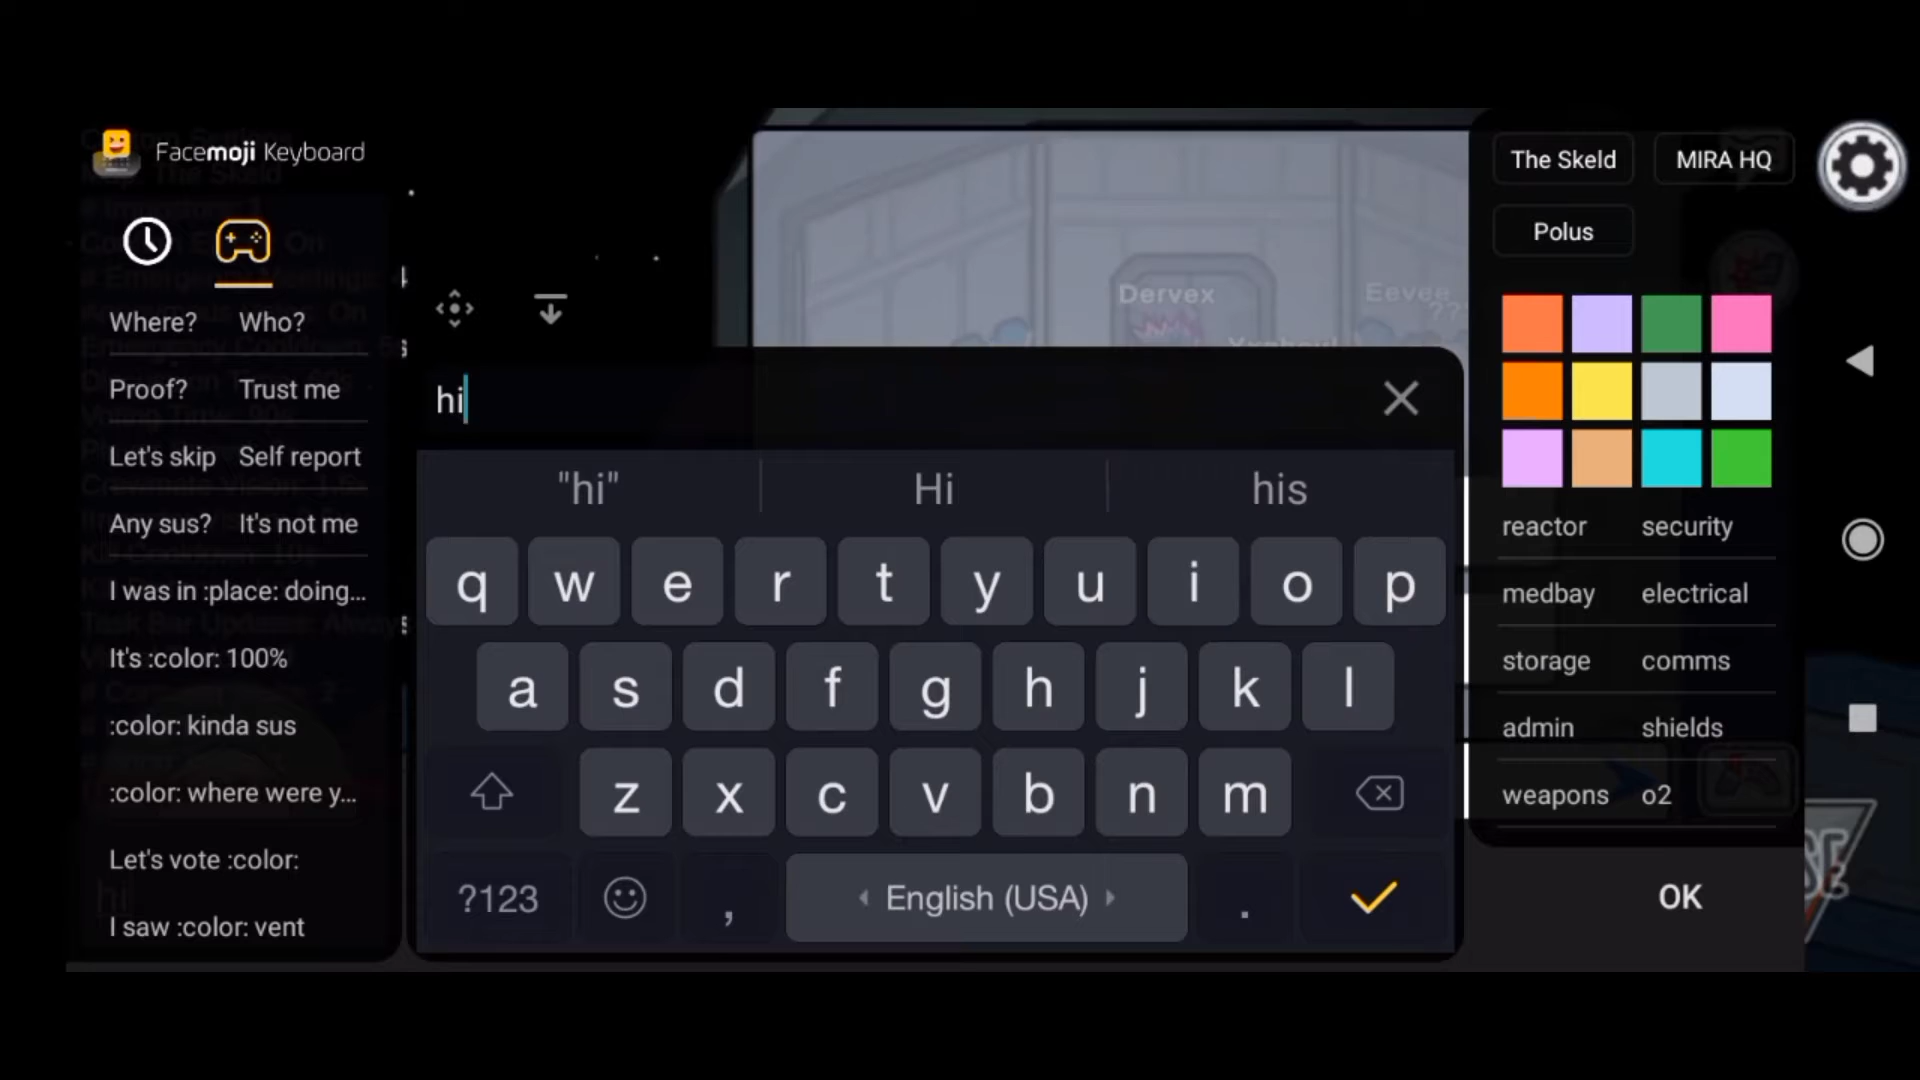 Facemoji Keyboard
Where? Who?
Proof? Trust me
Let's skip Self report
Any sus? It's not me
I was in :place: doing...
It's :color: 100%
:color: kinda sus
:color: where were y...
Let's vote :color:
I saw :color: vent
Dervex
Eevee
???
hi
"hi" Hi his
q w e r t y u i o p
a s d f g h j k l
z x c v b n m
?123 , English (USA) .
The Skeld MIRA HQ
Polus
reactor security
medbay electrical
storage comms
admin shields
weapons o2
OK